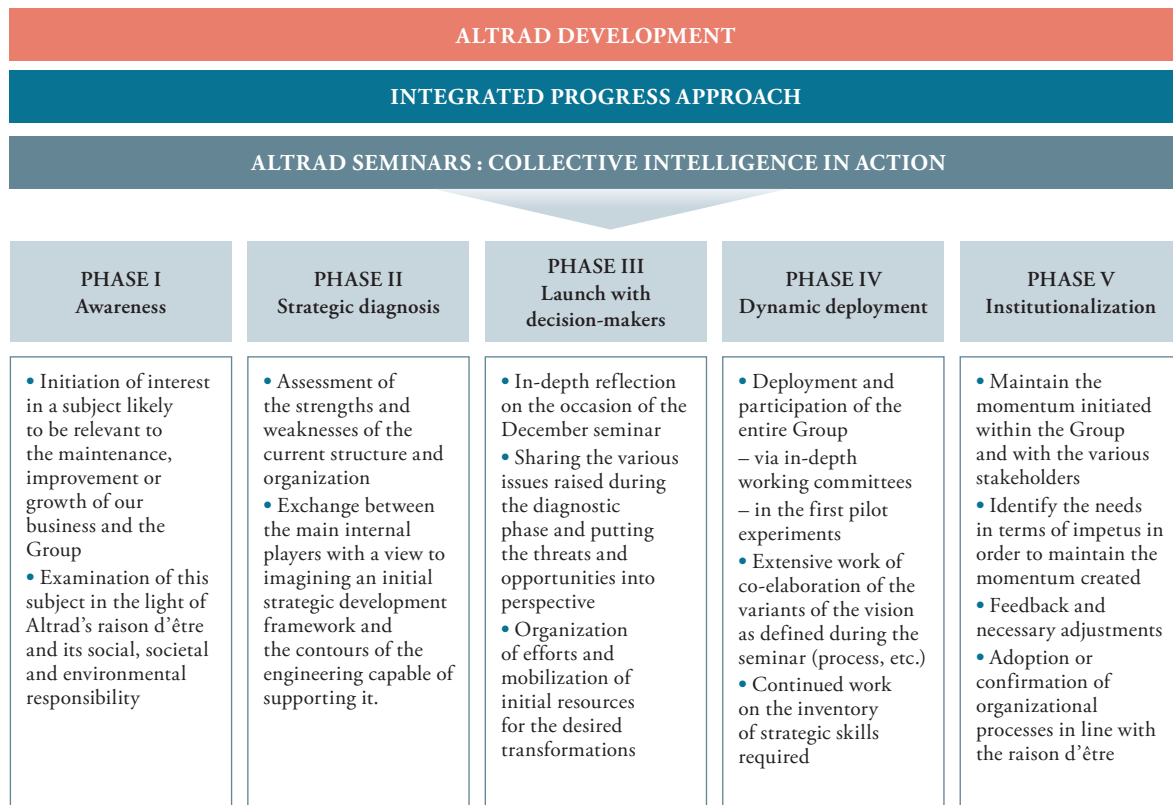 ALTRAD DEVELOPMENT
INTEGRATED PROGRESS APPROACH
ALTRAD SEMINARS : COLLECTIVE INTELLIGENCE IN ACTION
PHASE I
Awareness
• Initiation of interest
in a subject likely
to be relevant to
the maintenance,
improvement or
growth of our
business and the
Group
• Examination of this
subject in the light of
Altrad’s raison d’être
and its social, societal
and environmental
responsibility
PHASE II
Strategic diagnosis
• Assessment of
the strengths and
weaknesses of the
current structure and
organization
• Exchange between
the main internal
players with a view to
imagining an initial
strategic development
framework and
the contours of the
engineering capable of
supporting it.
PHASE III
Launch with
decision-makers
• In-depth reflection
on the occasion of the
December seminar
• Sharing the various
issues raised during
the diagnostic
phase and putting
the threats and
opportunities into
perspective
• Organization
of efforts and
mobilization of
initial resources
for the desired
transformations
PHASE IV
Dynamic deployment
• Deployment and
participation of the
entire Group
– via in-depth
working committees
– in the first pilot
experiments
• Extensive work of
co-elaboration of the
variants of the vision
as defined during the
seminar (process, etc.)
• Continued work
on the inventory
of strategic skills
required
PHASE V
Institutionalization
• Maintain the
momentum initiated
within the Group
and with the various
stakeholders
• Identify the needs
in terms of impetus in
order to maintain the
momentum created
• Feedback and
necessary adjustments
• Adoption or
confirmation of
organizational
processes in line with
the raison d’être